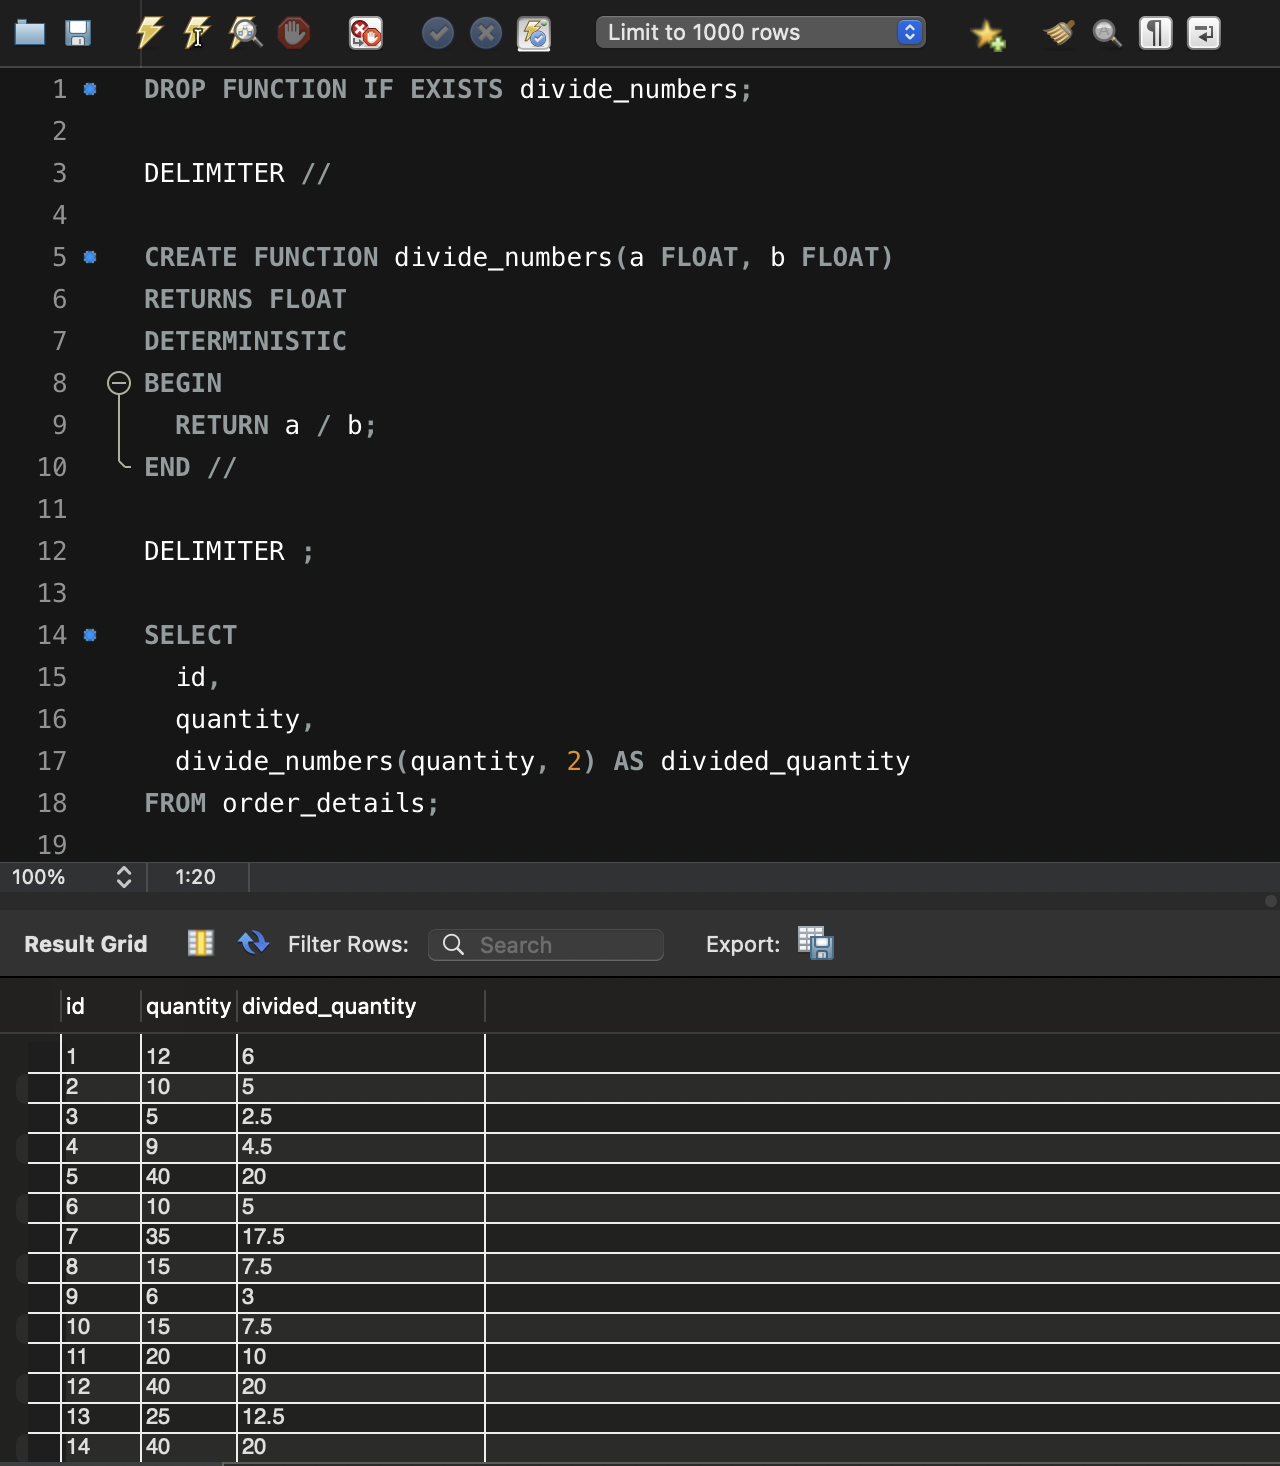 Limit to 1000 rows
1 DROP FUNCTION IF EXISTS divide_numbers;
2
3 DELIMITER //
4
5 CREATE FUNCTION divide_numbers(a FLOAT, b FLOAT)
6 RETURNS FLOAT
7 DETERMINISTIC
8 BEGIN
9 RETURN a / b;
10 END //
11
12 DELIMITER ;
13
14 SELECT
15 id,
16 quantity,
17 divide_numbers(quantity, 2) AS divided_quantity
18 FROM order_details;
19
100% 1:20
Result Grid Filter Rows: Search Export:
id quantity divided_quantity
1 12 6
2 10 5
3 5 2.5
4 9 4.5
5 40 20
6 10 5
7 35 17.5
8 15 7.5
9 6 3
10 15 7.5
11 20 10
12 40 20
13 25 12.5
14 40 20